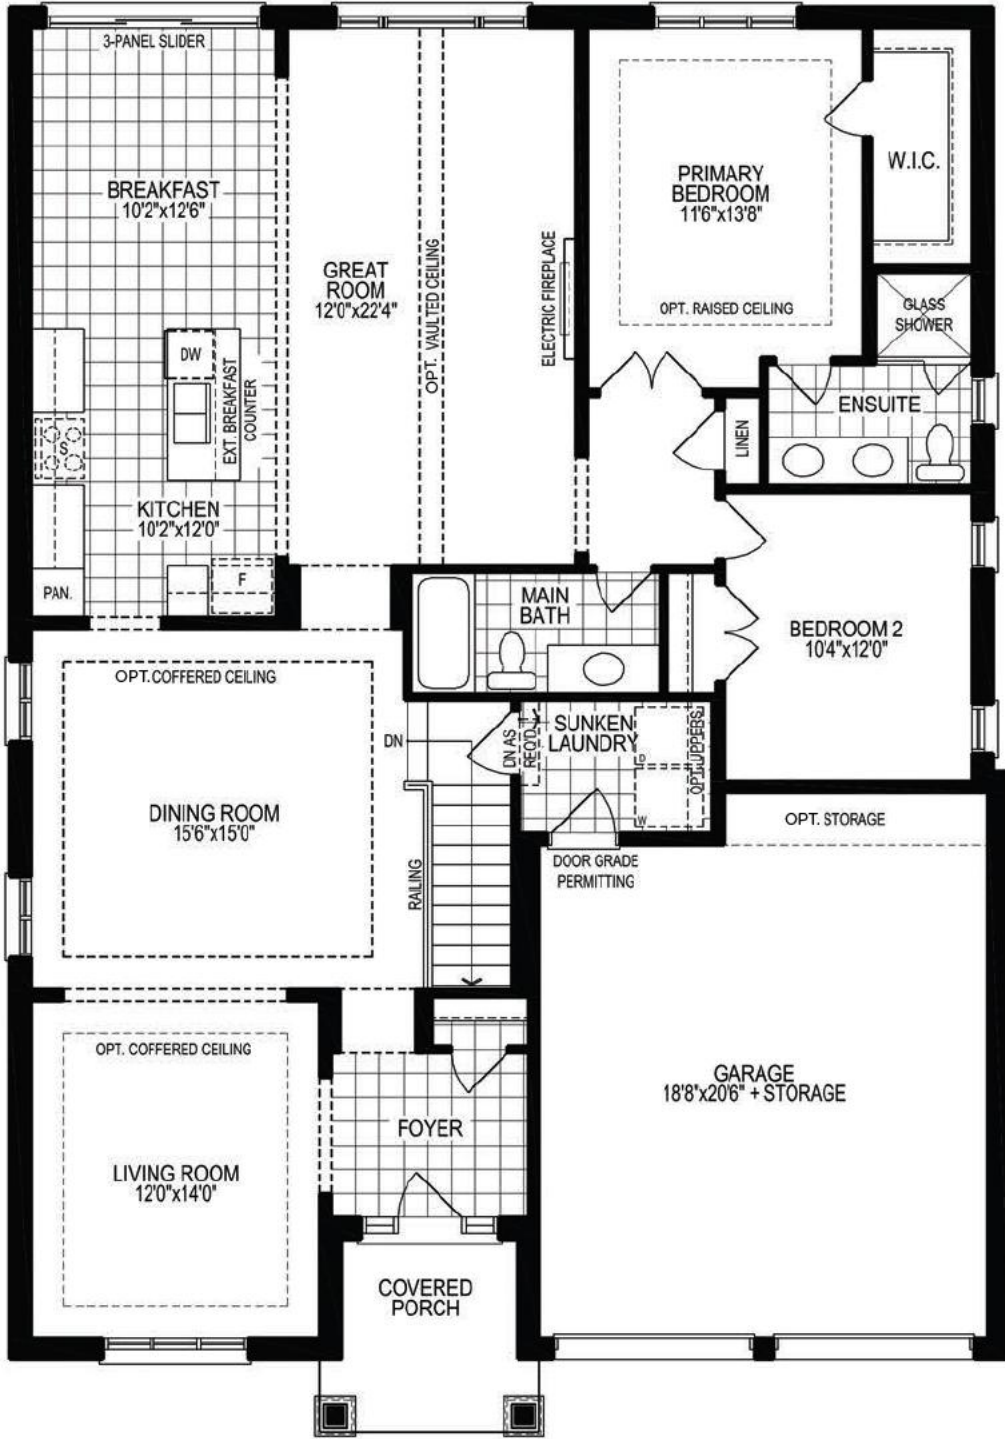 3-PANEL SLIDER
BREAKFAST
10'2"x12'6"
GREAT
ROOM
12'0"x22'4"
OPT. VAULTED CEILING
ELECTRIC FIREPLACE
PRIMARY
BEDROOM
11'6"x13'8"
OPT. RAISED CEILING
W.I.C.
GLASS
SHOWER
ENSUITE
LINEN
DW
EXT. BREAKFAST
COUNTER
S
KITCHEN
10'2"x12'0"
PAN.
F
MAIN
BATH
BEDROOM 2
10'4"x12'0"
OPT. COFFERED CEILING
DN
DN AS
REQ'D
SUNKEN
LAUNDRY
D
W
OPT. UPPERS
DINING ROOM
15'6"x15'0"
RAILING
DOOR GRADE
PERMITTING
OPT. STORAGE
OPT. COFFERED CEILING
LIVING ROOM
12'0"x14'0"
FOYER
GARAGE
18'8"x20'6" + STORAGE
COVERED
PORCH